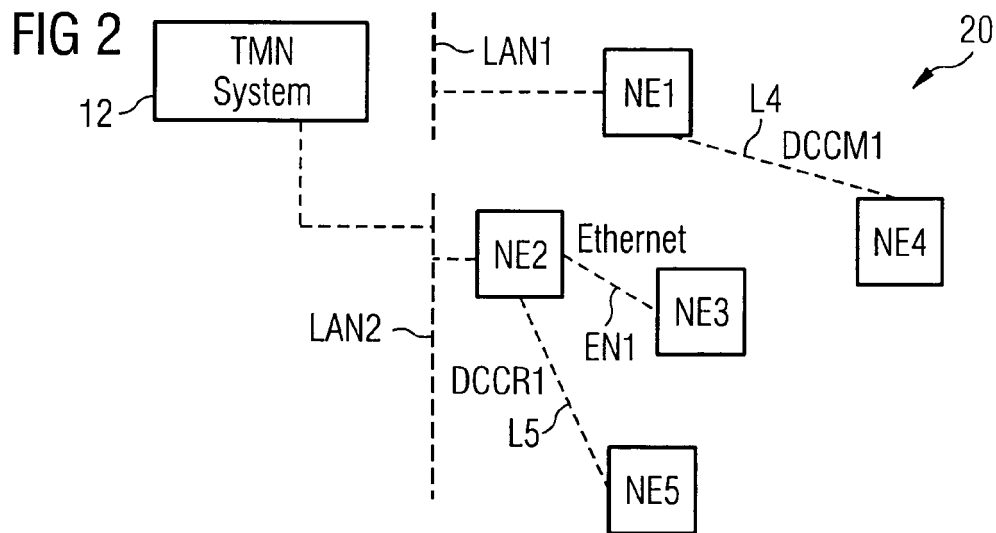 FIG 2
TMN
System
12
LAN1
NE1
20
L4
DCCM1
NE4
NE2
Ethernet
NE3
EN1
LAN2
DCCR1
L5
NE5